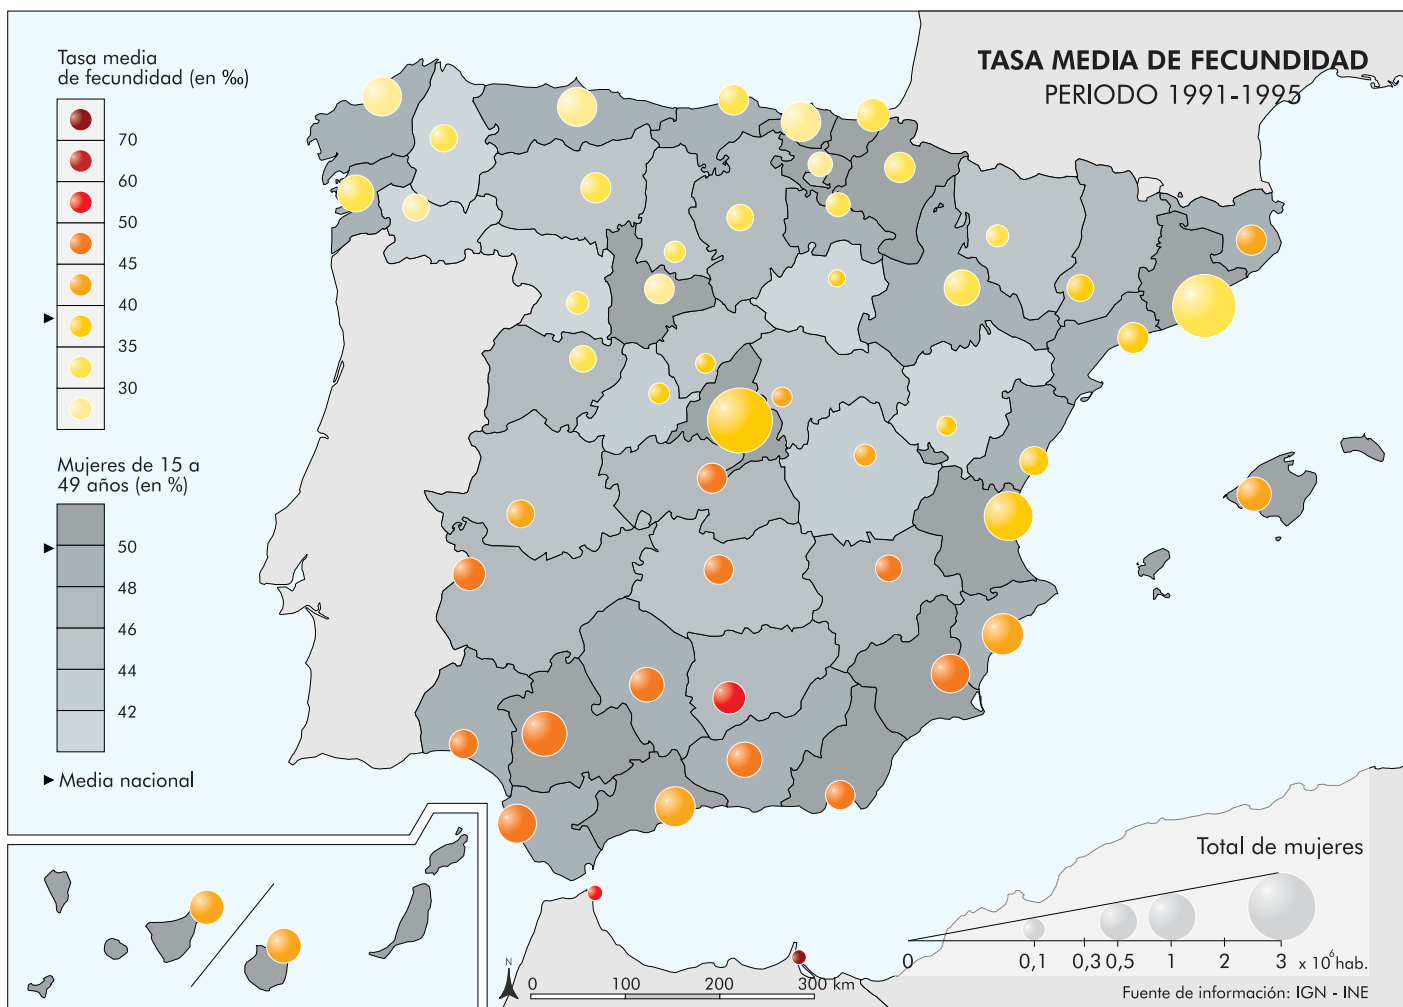 TASA MEDIA DE FECUNDIDAD
PERIODO 1991-1995
Tasa media
de fecundidad (en ‰)
70
60
50
45
40
35
30
Mujeres de 15 a
49 años (en %)
50
48
46
44
42
Media nacional
Total de mujeres
0 0,1 0,3 0,5 1 2 3 x 10⁶ hab.
N
0 100 200 300 km
Fuente de información: IGN - INE